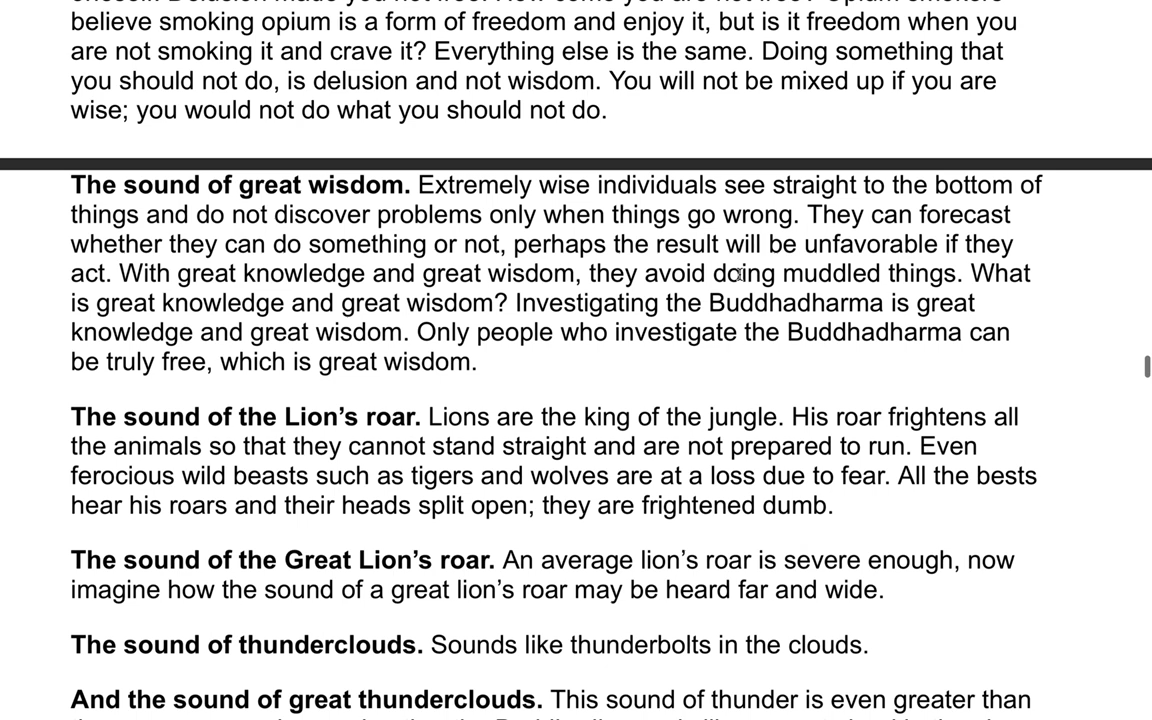 believe smoking opium is a form of freedom and enjoy it, but is it freedom when you
are not smoking it and crave it? Everything else is the same. Doing something that
you should not do, is delusion and not wisdom. You will not be mixed up if you are
wise; you would not do what you should not do.
The sound of great wisdom. Extremely wise individuals see straight to the bottom of
things and do not discover problems only when things go wrong. They can forecast
whether they can do something or not, perhaps the result will be unfavorable if they
act. With great knowledge and great wisdom, they avoid doing muddled things. What
is great knowledge and great wisdom? Investigating the Buddhadharma is great
knowledge and great wisdom. Only people who investigate the Buddhadharma can
be truly free, which is great wisdom.
The sound of the Lion’s roar. Lions are the king of the jungle. His roar frightens all
the animals so that they cannot stand straight and are not prepared to run. Even
ferocious wild beasts such as tigers and wolves are at a loss due to fear. All the bests
hear his roars and their heads split open; they are frightened dumb.
The sound of the Great Lion’s roar. An average lion’s roar is severe enough, now
imagine how the sound of a great lion’s roar may be heard far and wide.
The sound of thunderclouds. Sounds like thunderbolts in the clouds.
And the sound of great thunderclouds. This sound of thunder is even greater than